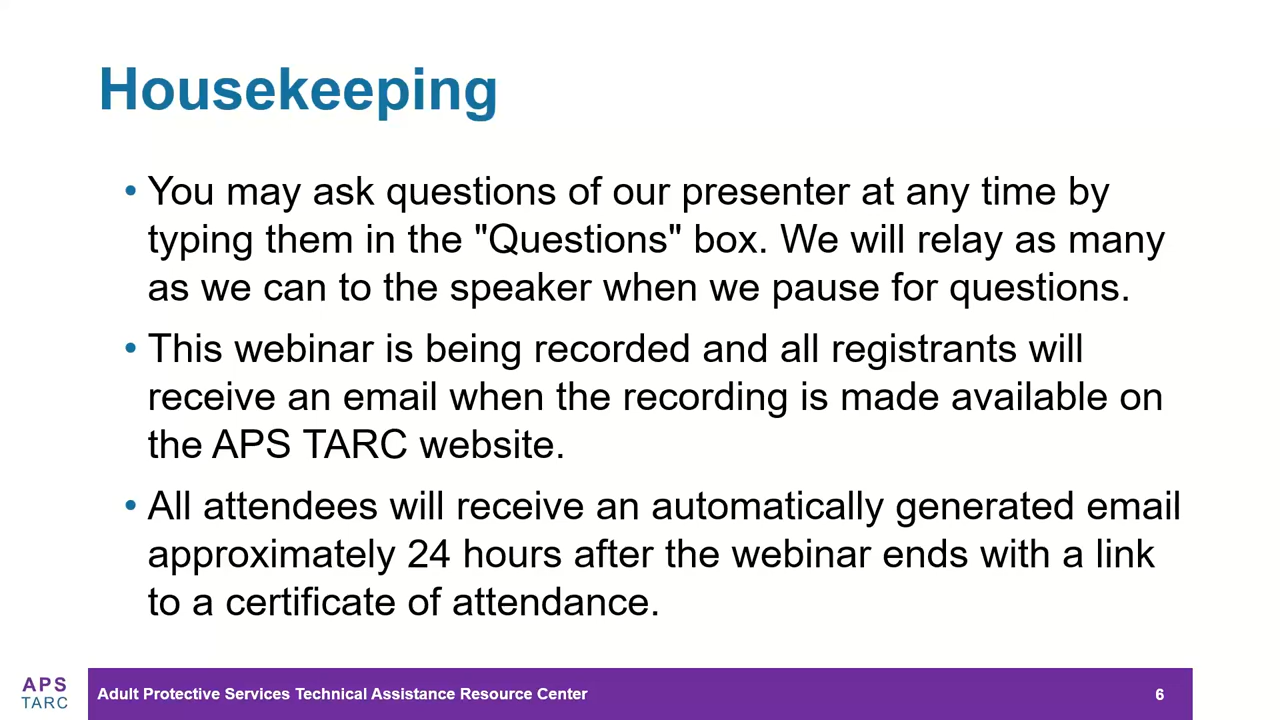 Housekeeping
• You may ask questions of our presenter at any time by
typing them in the "Questions" box. We will relay as many
as we can to the speaker when we pause for questions.
• This webinar is being recorded and all registrants will
receive an email when the recording is made available on
the APS TARC website.
• All attendees will receive an automatically generated email
approximately 24 hours after the webinar ends with a link
to a certificate of attendance.
APS
TARC
Adult Protective Services Technical Assistance Resource Center
6